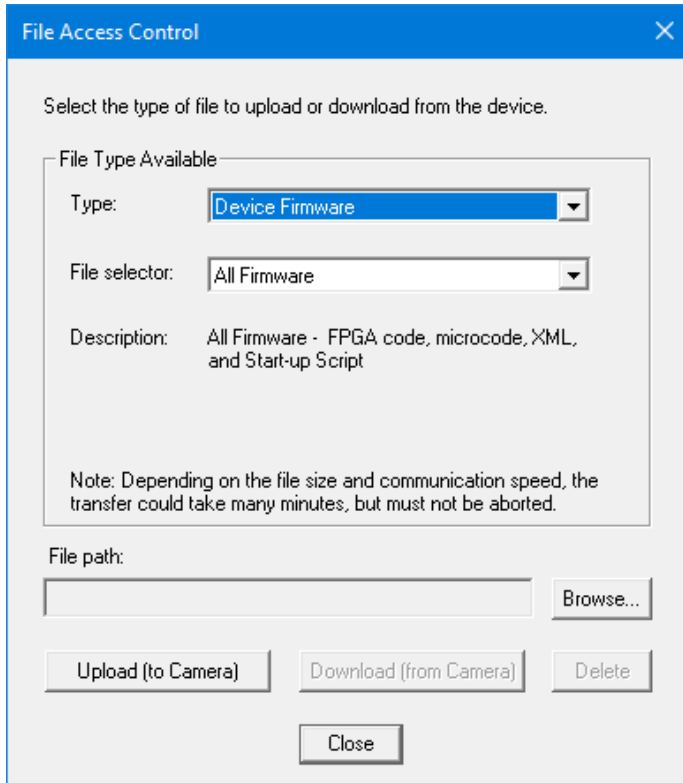 File Access Control
Select the type of file to upload or download from the device.
File Type Available
Type:
Device Firmware
File selector:
All Firmware
Description:
All Firmware - FPGA code, microcode, XML,
and Start-up Script
Note: Depending on the file size and communication speed, the
transfer could take many minutes, but must not be aborted.
File path:
Browse...
Upload (to Camera)
Download (from Camera)
Delete
Close